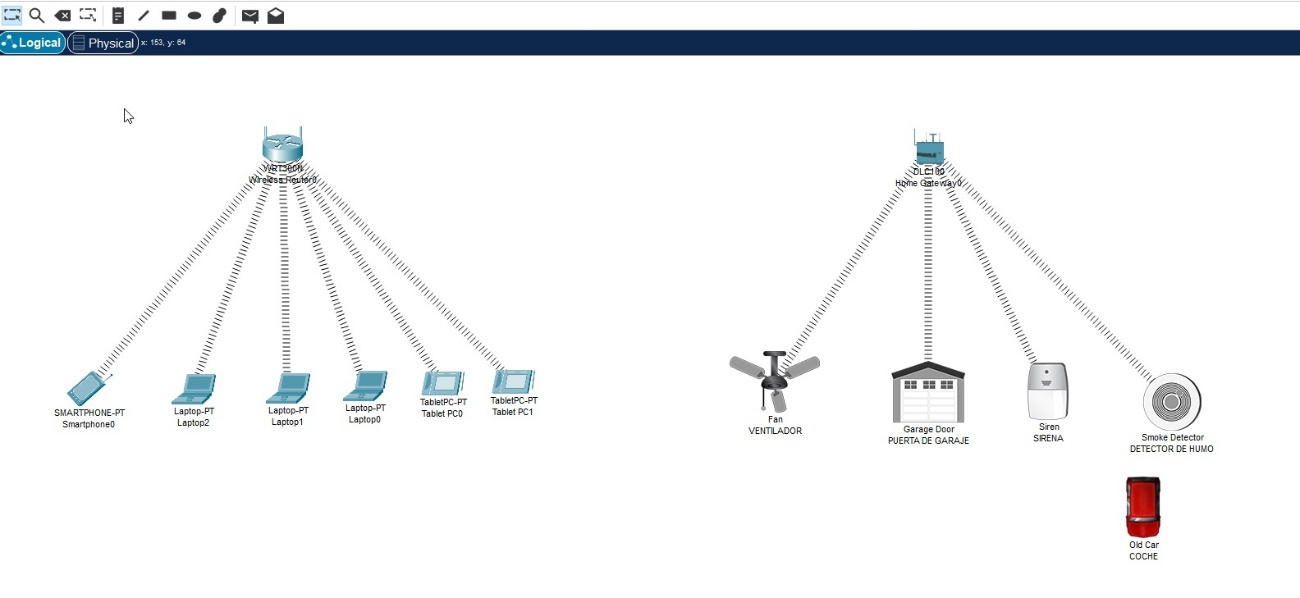 Logical
Physical
x: 153, y: 64
WRT300N
Wireless Router0
DLC100
Home Gateway0
SMARTPHONE-PT
Smartphone0
Laptop-PT
Laptop2
Laptop-PT
Laptop1
Laptop-PT
Laptop0
TabletPC-PT
Tablet PC0
TabletPC-PT
Tablet PC1
Fan
VENTILADOR
Garage Door
PUERTA DE GARAJE
Siren
SIRENA
Smoke Detector
DETECTOR DE HUMO
Old Car
COCHE